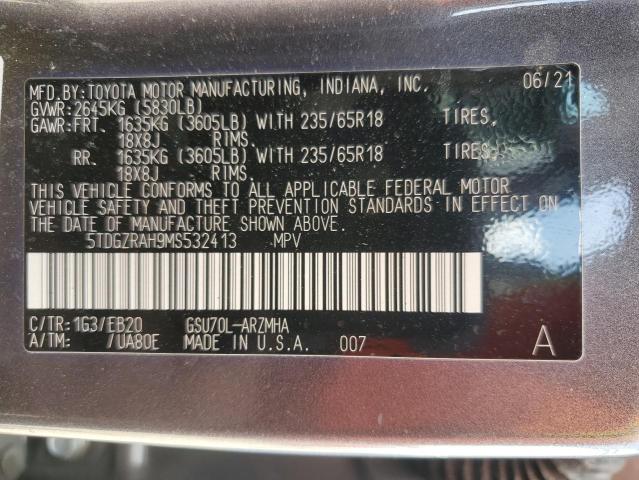 MFD.BY:TOYOTA MOTOR MANUFACTURING, INDIANA, INC. 06/21
GVWR:2645KG (5830LB)
GAWR:FRT. 1635KG (3605LB) WITH 235/65R18 TIRES,
18X8J RIMS.
RR. 1635KG (3605LB) WITH 235/65R18 TIRES,
18X8J RIMS.
THIS VEHICLE CONFORMS TO ALL APPLICABLE FEDERAL MOTOR
VEHICLE SAFETY AND THEFT PREVENTION STANDARDS IN EFFECT ON
THE DATE OF MANUFACTURE SHOWN ABOVE.
5TDGZRAH9MS532413 MPV
C/TR:1G3/EB20 GSU70L-ARZMHA
A/TM: /UA80E MADE IN U.S.A. 007 A